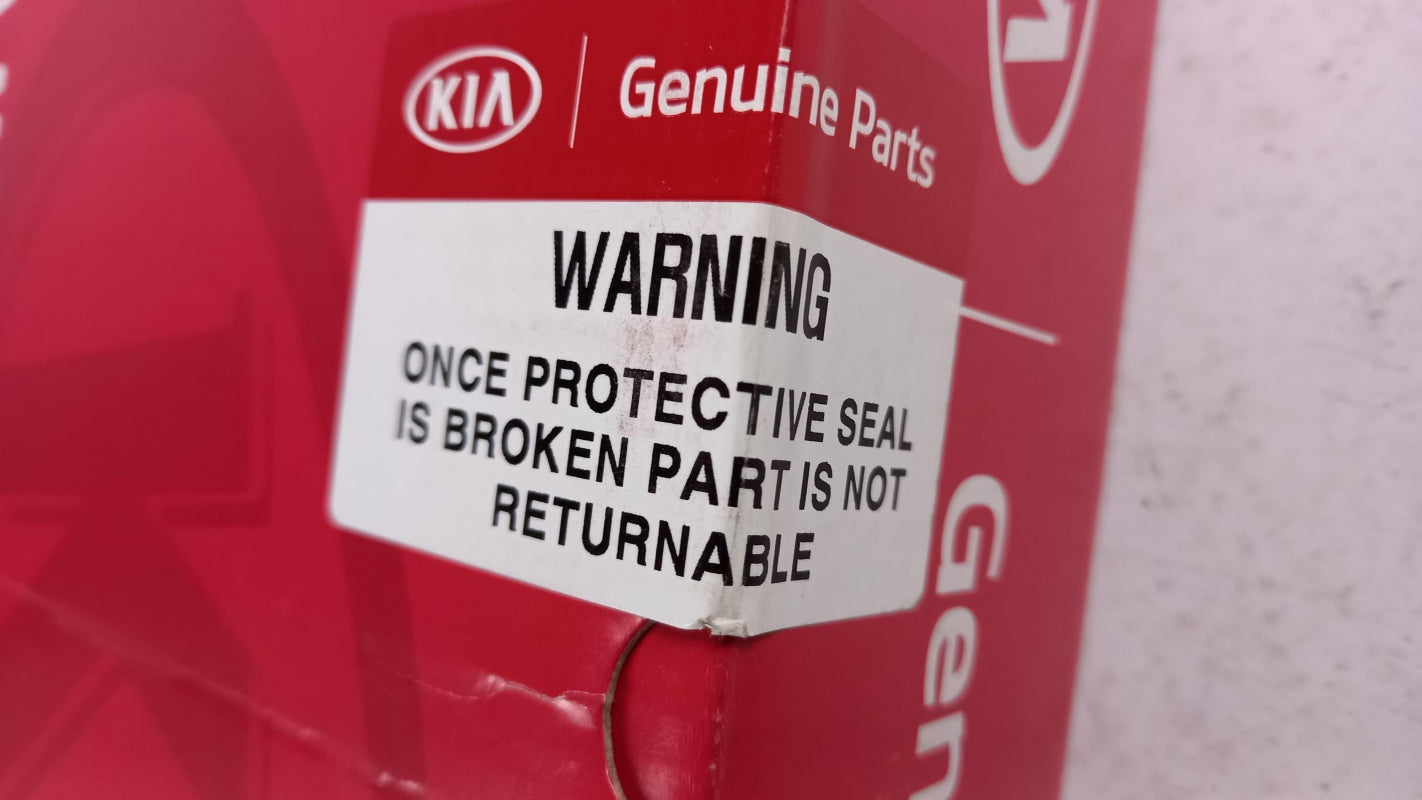 KIA Genuine Parts
WARNING
ONCE PROTECTIVE SEAL
IS BROKEN PART IS NOT
RETURNABLE
Gen